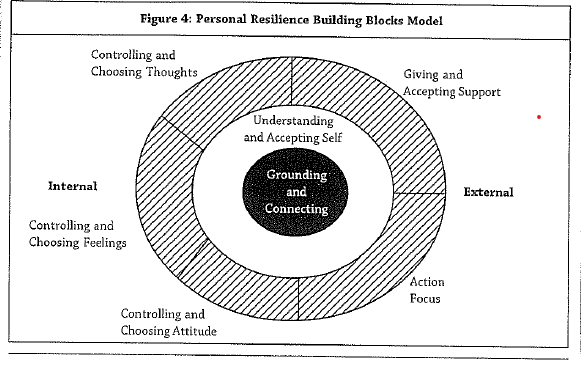 Figure 4: Personal Resilience Building Blocks Model
Controlling and
Choosing Thoughts
Giving and
Accepting Support
Understanding
and Accepting Self
Grounding
and
Connecting
Internal
External
Controlling and
Choosing Feelings
Action
Focus
Controlling and
Choosing Attitude